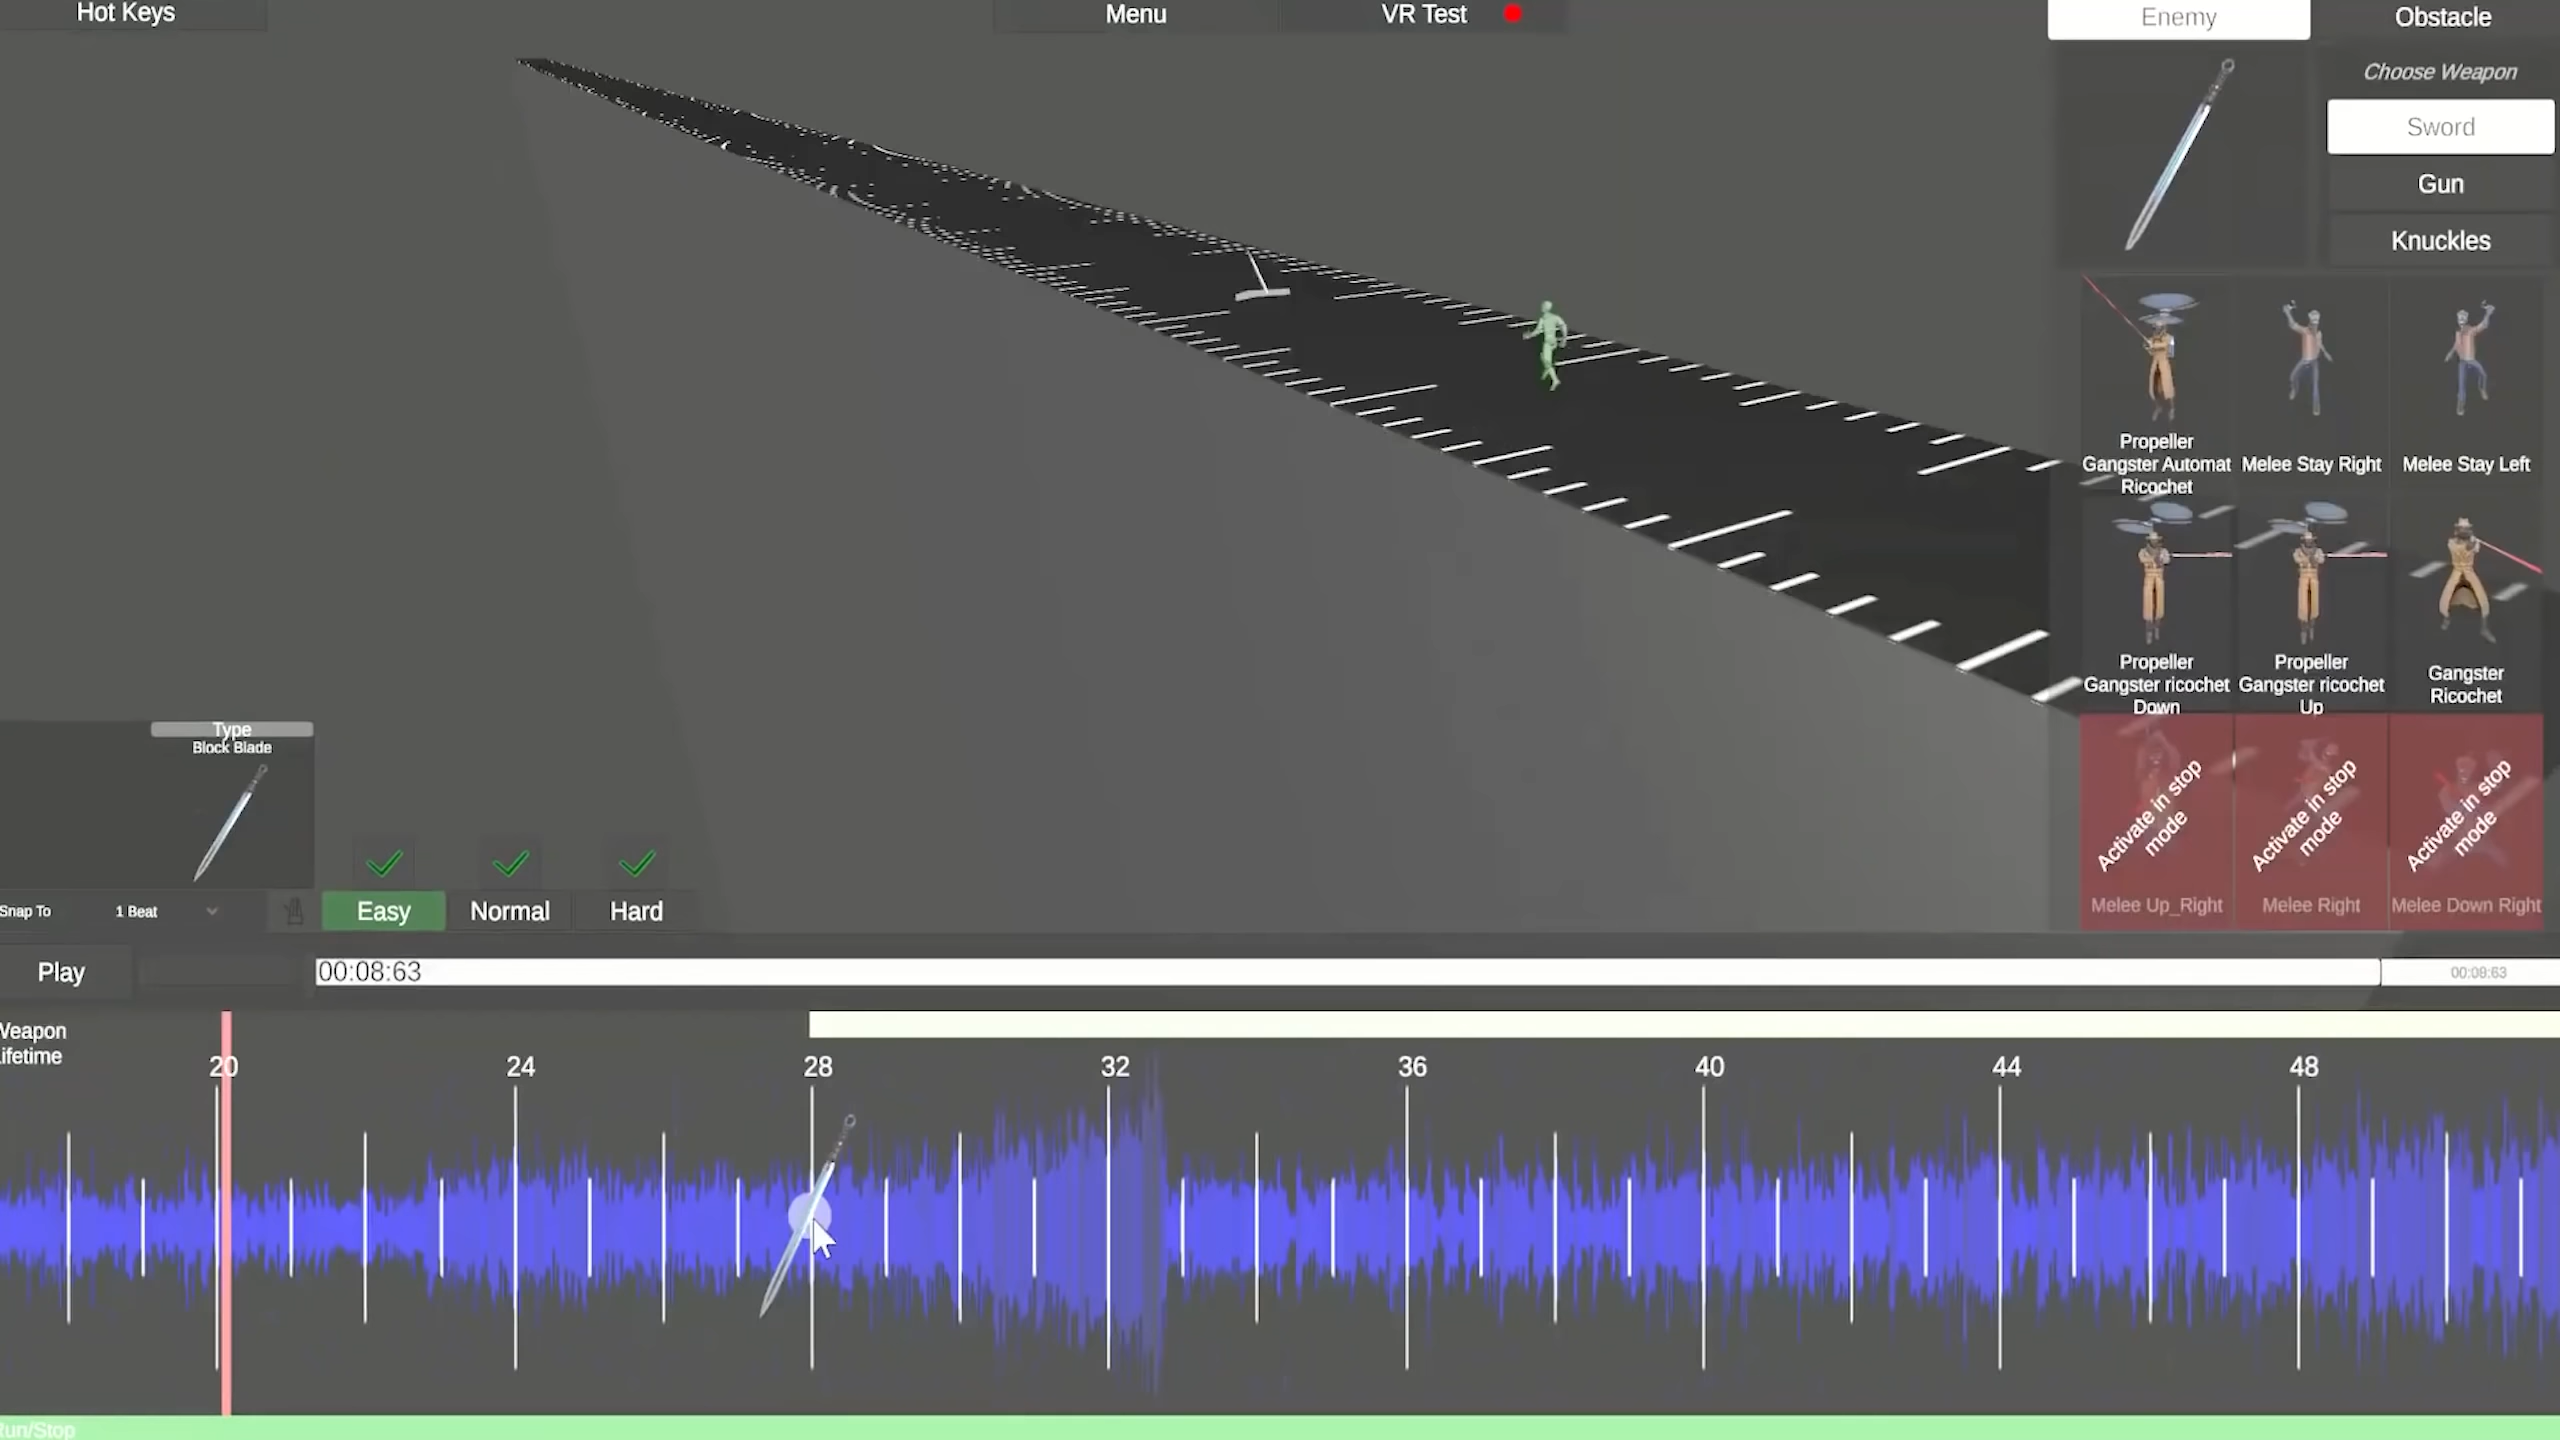 Hot Keys
Menu
VR Test
Enemy
Obstacle
Choose Weapon
Sword
Gun
Knuckles
Propeller
Gangster Automat
Ricochet
Melee Stay Right
Melee Stay Left
Propeller
Gangster ricochet
Down
Propeller
Gangster ricochet
Up
Gangster
Ricochet
Activate in stop
mode
Activate in stop
mode
Activate in stop
mode
Melee Up_Right
Melee Right
Melee Down Right
Type
Block Blade
Snap To
1 Beat
Easy
Normal
Hard
Play
00:08:63
00:08:63
Weapon
ifetime
20
24
28
32
36
40
44
48
Run/Stop